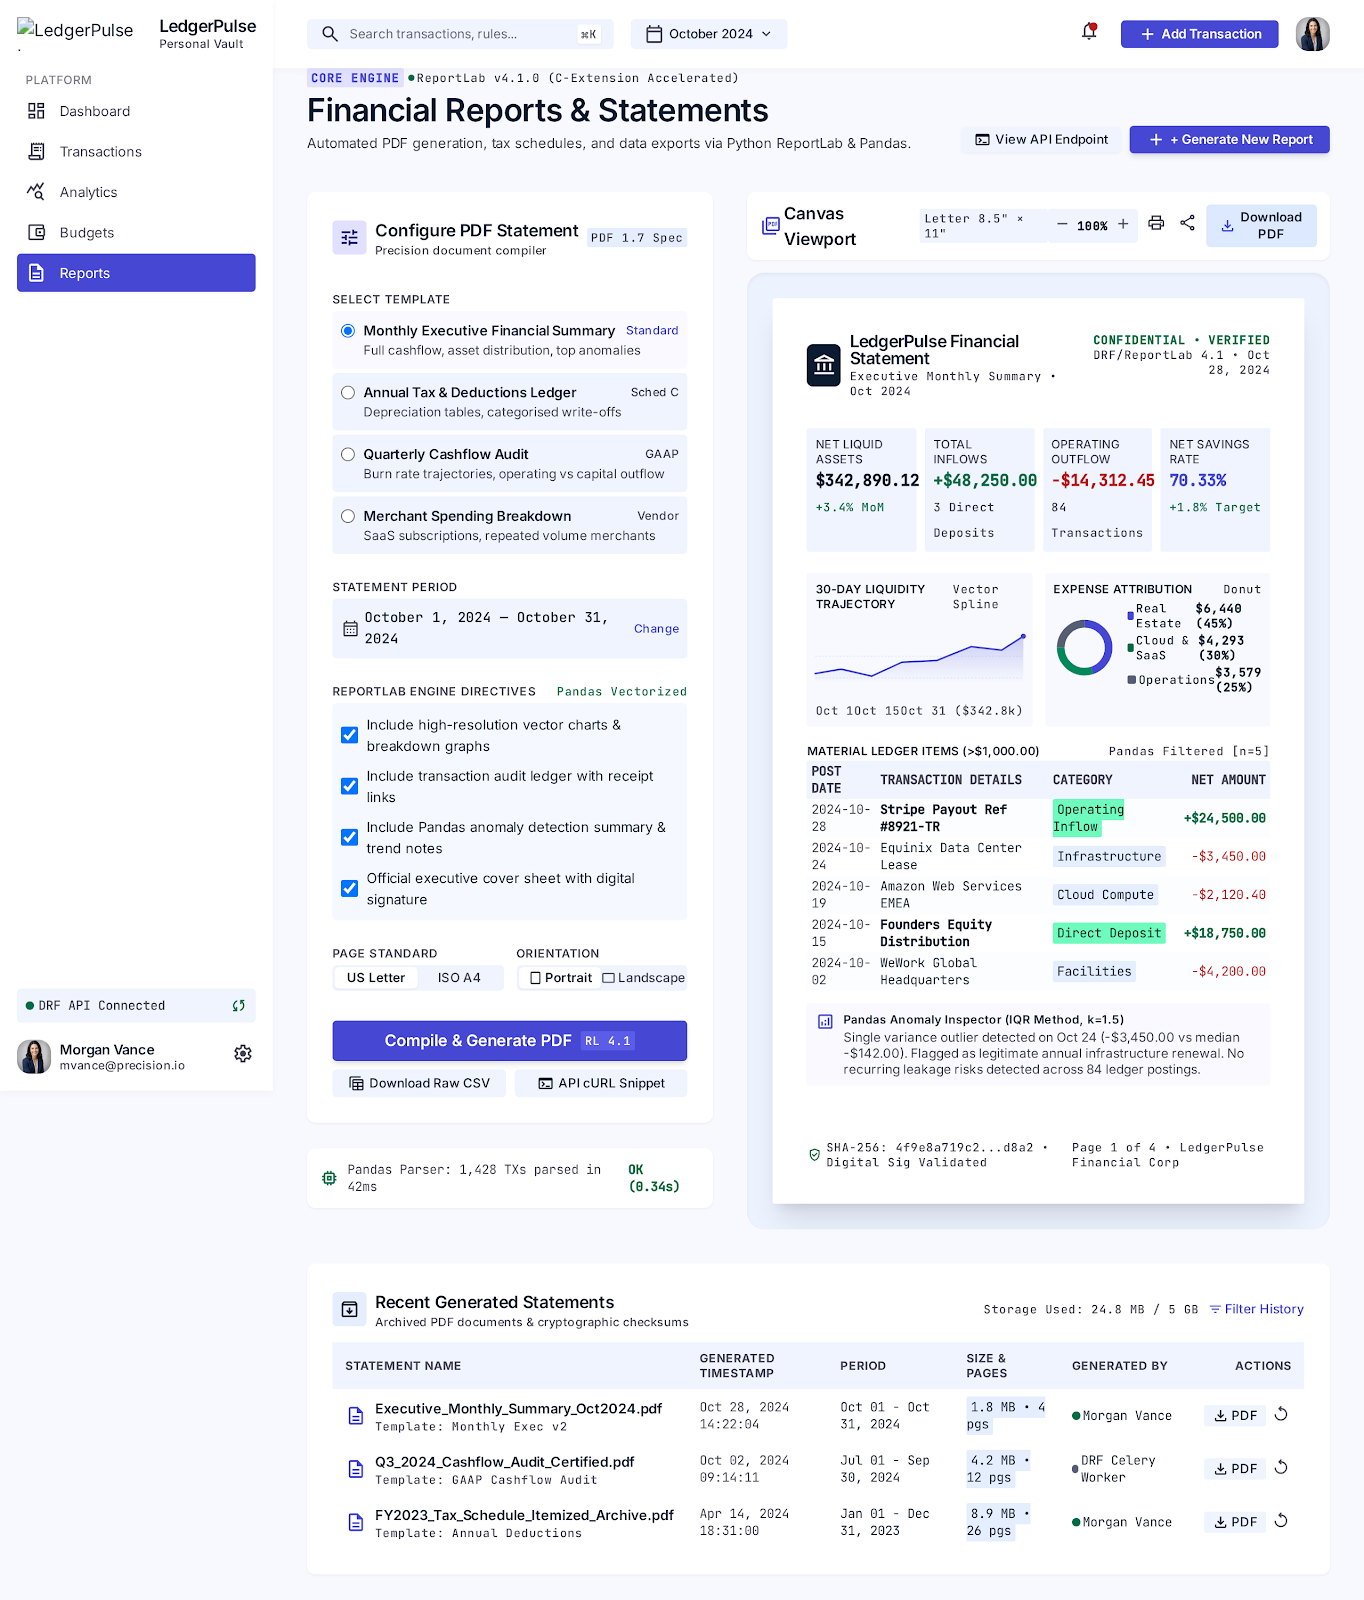 LedgerPulse
LedgerPulse
Personal Vault
PLATFORM
Dashboard
Transactions
Analytics
Budgets
Reports
DRF API Connected
Morgan Vance
mvance@precision.io
Search transactions, rules...
⌘K
October 2024
Add Transaction
CORE ENGINE
ReportLab v4.1.0 (C-Extension Accelerated)
Financial Reports & Statements
Automated PDF generation, tax schedules, and data exports via Python ReportLab & Pandas.
View API Endpoint
+ Generate New Report
Configure PDF Statement
Precision document compiler
PDF 1.7 Spec
SELECT TEMPLATE
Monthly Executive Financial Summary
Standard
Full cashflow, asset distribution, top anomalies
Annual Tax & Deductions Ledger
Sched C
Depreciation tables, categorised write-offs
Quarterly Cashflow Audit
GAAP
Burn rate trajectories, operating vs capital outflow
Merchant Spending Breakdown
Vendor
SaaS subscriptions, repeated volume merchants
STATEMENT PERIOD
October 1, 2024 — October 31,
2024
Change
REPORTLAB ENGINE DIRECTIVES
Pandas Vectorized
Include high-resolution vector charts &
breakdown graphs
Include transaction audit ledger with receipt
links
Include Pandas anomaly detection summary &
trend notes
Official executive cover sheet with digital
signature
PAGE STANDARD
US Letter
ISO A4
ORIENTATION
Portrait
Landscape
Compile & Generate PDF
RL 4.1
Download Raw CSV
API cURL Snippet
Pandas Parser: 1,428 TXs parsed in
42ms
OK
(0.34s)
Canvas
Viewport
Letter 8.5" ×
11"
100%
Download
PDF
LedgerPulse Financial
Statement
Executive Monthly Summary •
Oct 2024
CONFIDENTIAL • VERIFIED
DRF/ReportLab 4.1 • Oct
28, 2024
NET LIQUID
ASSETS
$342,890.12
+3.4% MoM
TOTAL
INFLOWS
+$48,250.00
3 Direct
Deposits
OPERATING
OUTFLOW
-$14,312.45
84
Transactions
NET SAVINGS
RATE
70.33%
+1.8% Target
30-DAY LIQUIDITY
TRAJECTORY
Vector
Spline
Oct 1
Oct 15
Oct 31 ($342.8k)
EXPENSE ATTRIBUTION
Donut
Real
Estate
$6,440
(45%)
Cloud &
SaaS
$4,293
(30%)
Operations
$3,579
(25%)
MATERIAL LEDGER ITEMS (>$1,000.00)
Pandas Filtered [n=5]
POST
DATE
TRANSACTION DETAILS
CATEGORY
NET AMOUNT
2024-10-
28
Stripe Payout Ref
#8921-TR
Operating
Inflow
+$24,500.00
2024-10-
24
Equinix Data Center
Lease
Infrastructure
-$3,450.00
2024-10-
19
Amazon Web Services
EMEA
Cloud Compute
-$2,120.40
2024-10-
15
Founders Equity
Distribution
Direct Deposit
+$18,750.00
2024-10-
02
WeWork Global
Headquarters
Facilities
-$4,200.00
Pandas Anomaly Inspector (IQR Method, k=1.5)
Single variance outlier detected on Oct 24 (-$3,450.00 vs median
-$142.00). Flagged as legitimate annual infrastructure renewal. No
recurring leakage risks detected across 84 ledger postings.
SHA-256: 4f9e8a719c2...d8a2 •
Digital Sig Validated
Page 1 of 4 • LedgerPulse
Financial Corp
Recent Generated Statements
Archived PDF documents & cryptographic checksums
Storage Used: 24.8 MB / 5 GB
Filter History
STATEMENT NAME
GENERATED
TIMESTAMP
PERIOD
SIZE &
PAGES
GENERATED BY
ACTIONS
Executive_Monthly_Summary_Oct2024.pdf
Template: Monthly Exec v2
Oct 28, 2024
14:22:04
Oct 01 - Oct
31, 2024
1.8 MB • 4
pgs
Morgan Vance
PDF
Q3_2024_Cashflow_Audit_Certified.pdf
Template: GAAP Cashflow Audit
Oct 02, 2024
09:14:11
Jul 01 - Sep
30, 2024
4.2 MB •
12 pgs
DRF Celery
Worker
PDF
FY2023_Tax_Schedule_Itemized_Archive.pdf
Template: Annual Deductions
Apr 14, 2024
18:31:00
Jan 01 - Dec
31, 2023
8.9 MB •
26 pgs
Morgan Vance
PDF